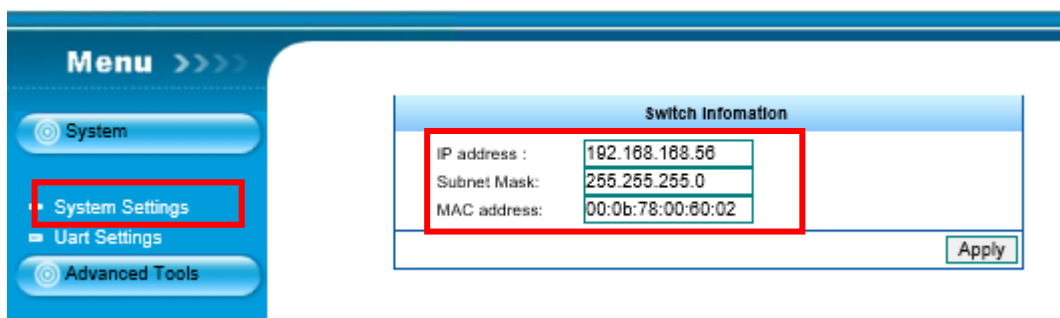 Menu >>>>
System
System Settings
Uart Settings
Advanced Tools
Switch Infomation
IP address : 192.168.168.56
Subnet Mask: 255.255.255.0
MAC address: 00:0b:78:00:60:02
Apply